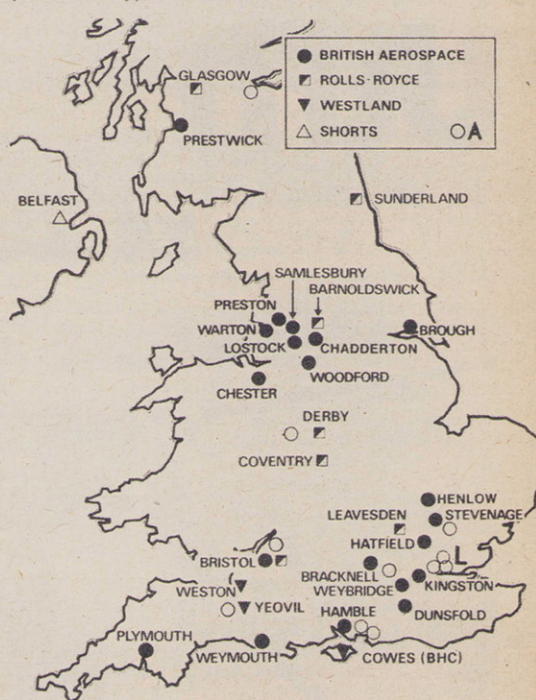 BRITISH AEROSPACE
ROLLS-ROYCE
WESTLAND
SHORTS
A
GLASGOW
PRESTWICK
BELFAST
SUNDERLAND
SAMLESBURY
BARNOLDSWICK
PRESTON
WARTON
BROUGH
LOSTOCK
CHADDERTON
WOODFORD
CHESTER
DERBY
COVENTRY
HENLOW
LEAVESDEN
STEVENAGE
HATFIELD
L
BRISTOL
BRACKNELL
KINGSTON
WESTON
WEYBRIDGE
YEOVIL
HAMBLE
DUNSFOLD
PLYMOUTH
WEYMOUTH
COWES (BHC)